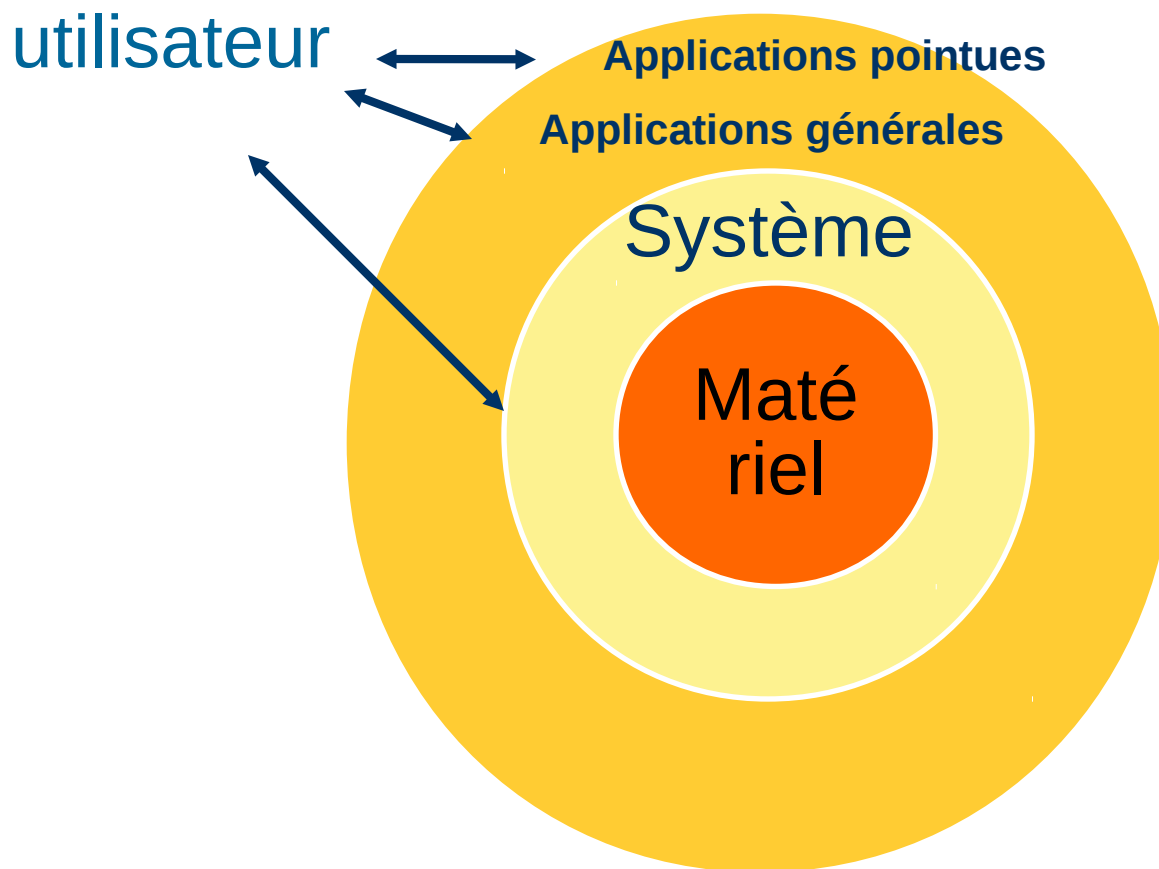 utilisateur
Applications pointues
Applications générales
Système
Maté
riel